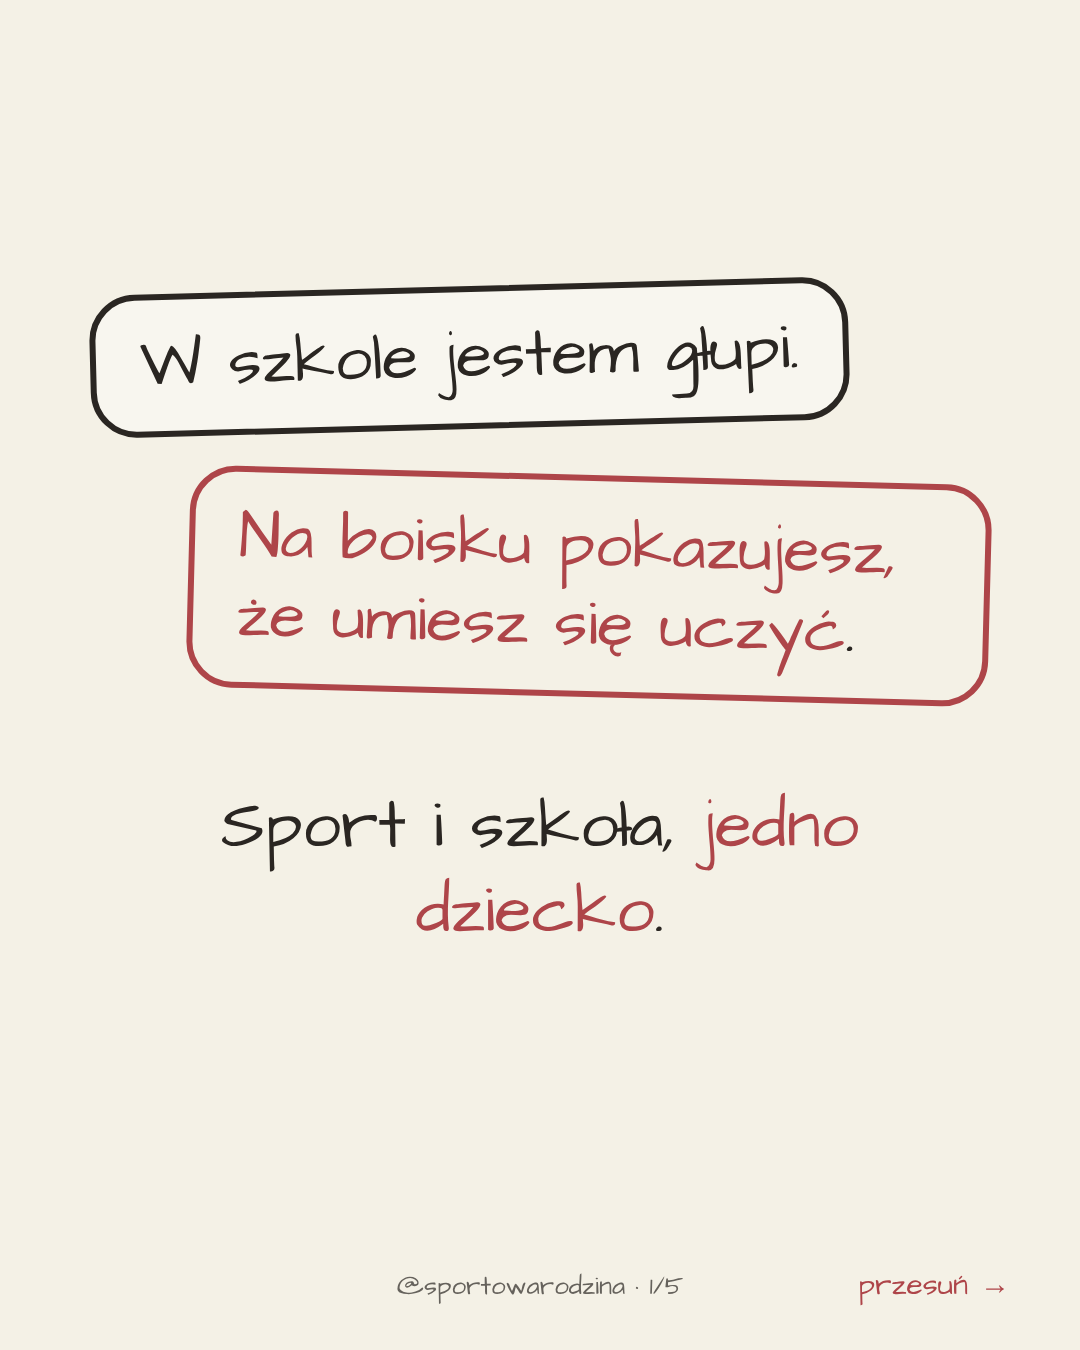 W szkole jestem głupi.
Na boisku pokazujesz,
że umiesz się uczyć.
Sport i szkoła, jedno
dziecko.
@sportowarodzina · 1/5
przesuń →